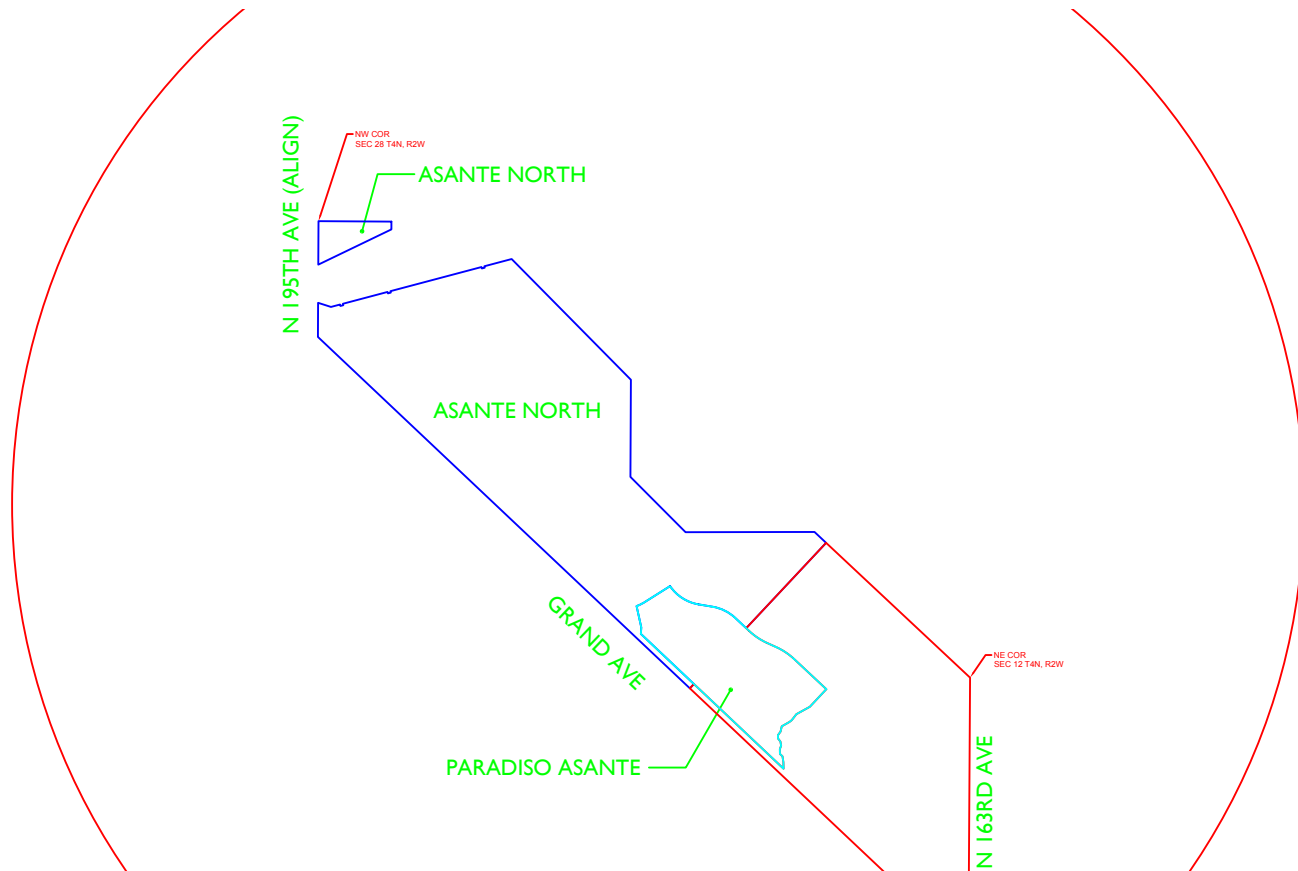 N 195TH AVE (ALIGN)
NW COR
SEC 28 T4N, R2W
ASANTE NORTH
ASANTE NORTH
GRAND AVE
NE COR
SEC 12 T4N, R2W
PARADISO ASANTE
N 163RD AVE